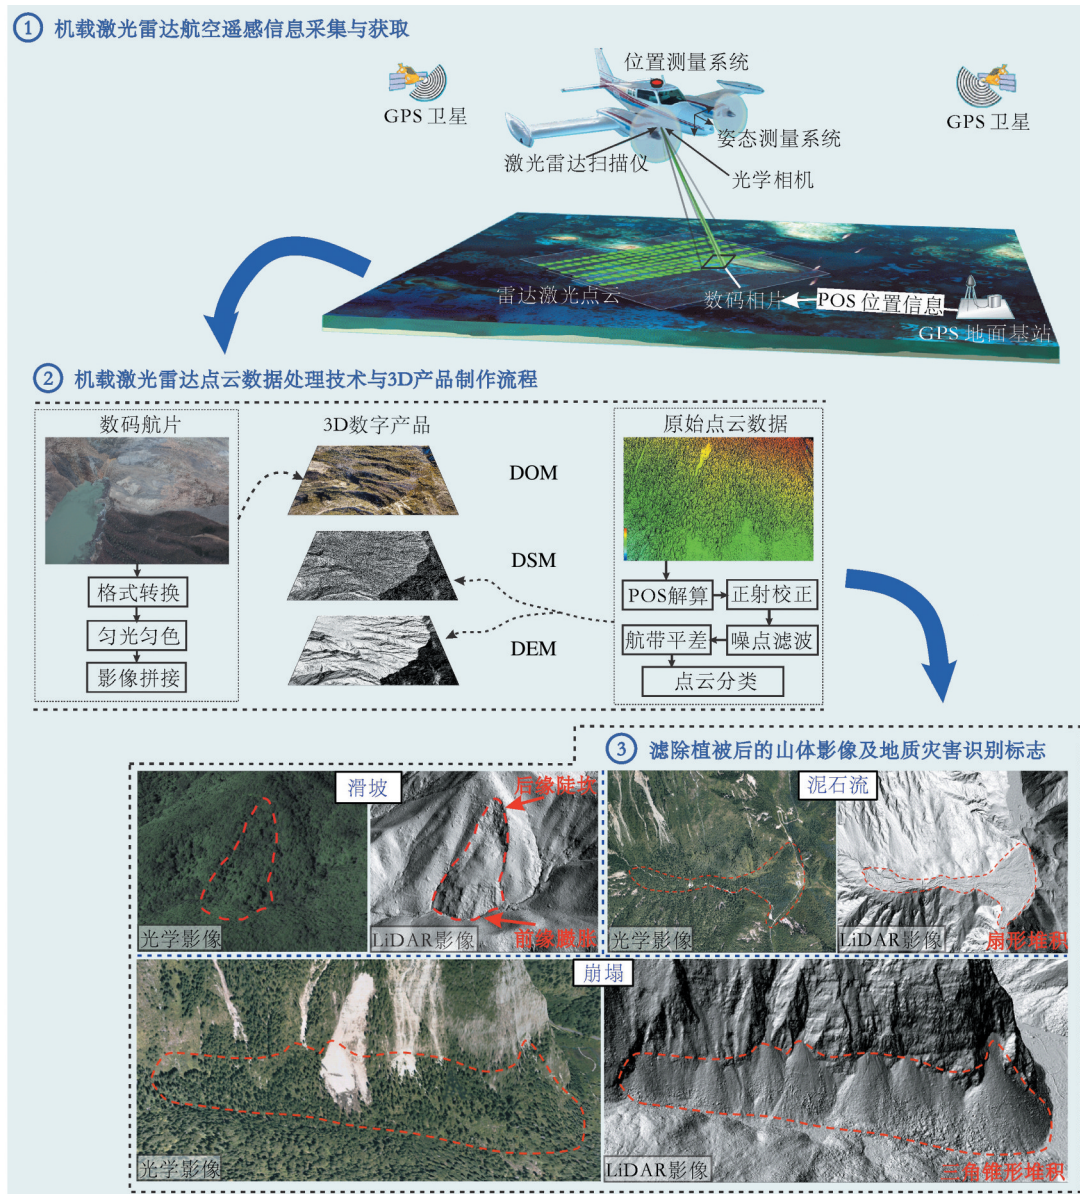 ① 机载激光雷达航空遥感信息采集与获取
位置测量系统
GPS 卫星
GPS 卫星
姿态测量系统
激光雷达扫描仪
光学相机
雷达激光点云
数码相片
POS 位置信息
GPS 地面基站
② 机载激光雷达点云数据处理技术与3D产品制作流程
数码航片
3D数字产品
原始点云数据
DOM
DSM
DEM
格式转换
匀光匀色
影像拼接
POS解算
正射校正
航带平差
噪点滤波
点云分类
③ 滤除植被后的山体影像及地质灾害识别标志
滑坡
后缘陡坎
泥石流
光学影像
LiDAR影像
前缘膨胀
光学影像
LiDAR影像
扇形堆积
崩塌
光学影像
LiDAR影像
三角锥形堆积